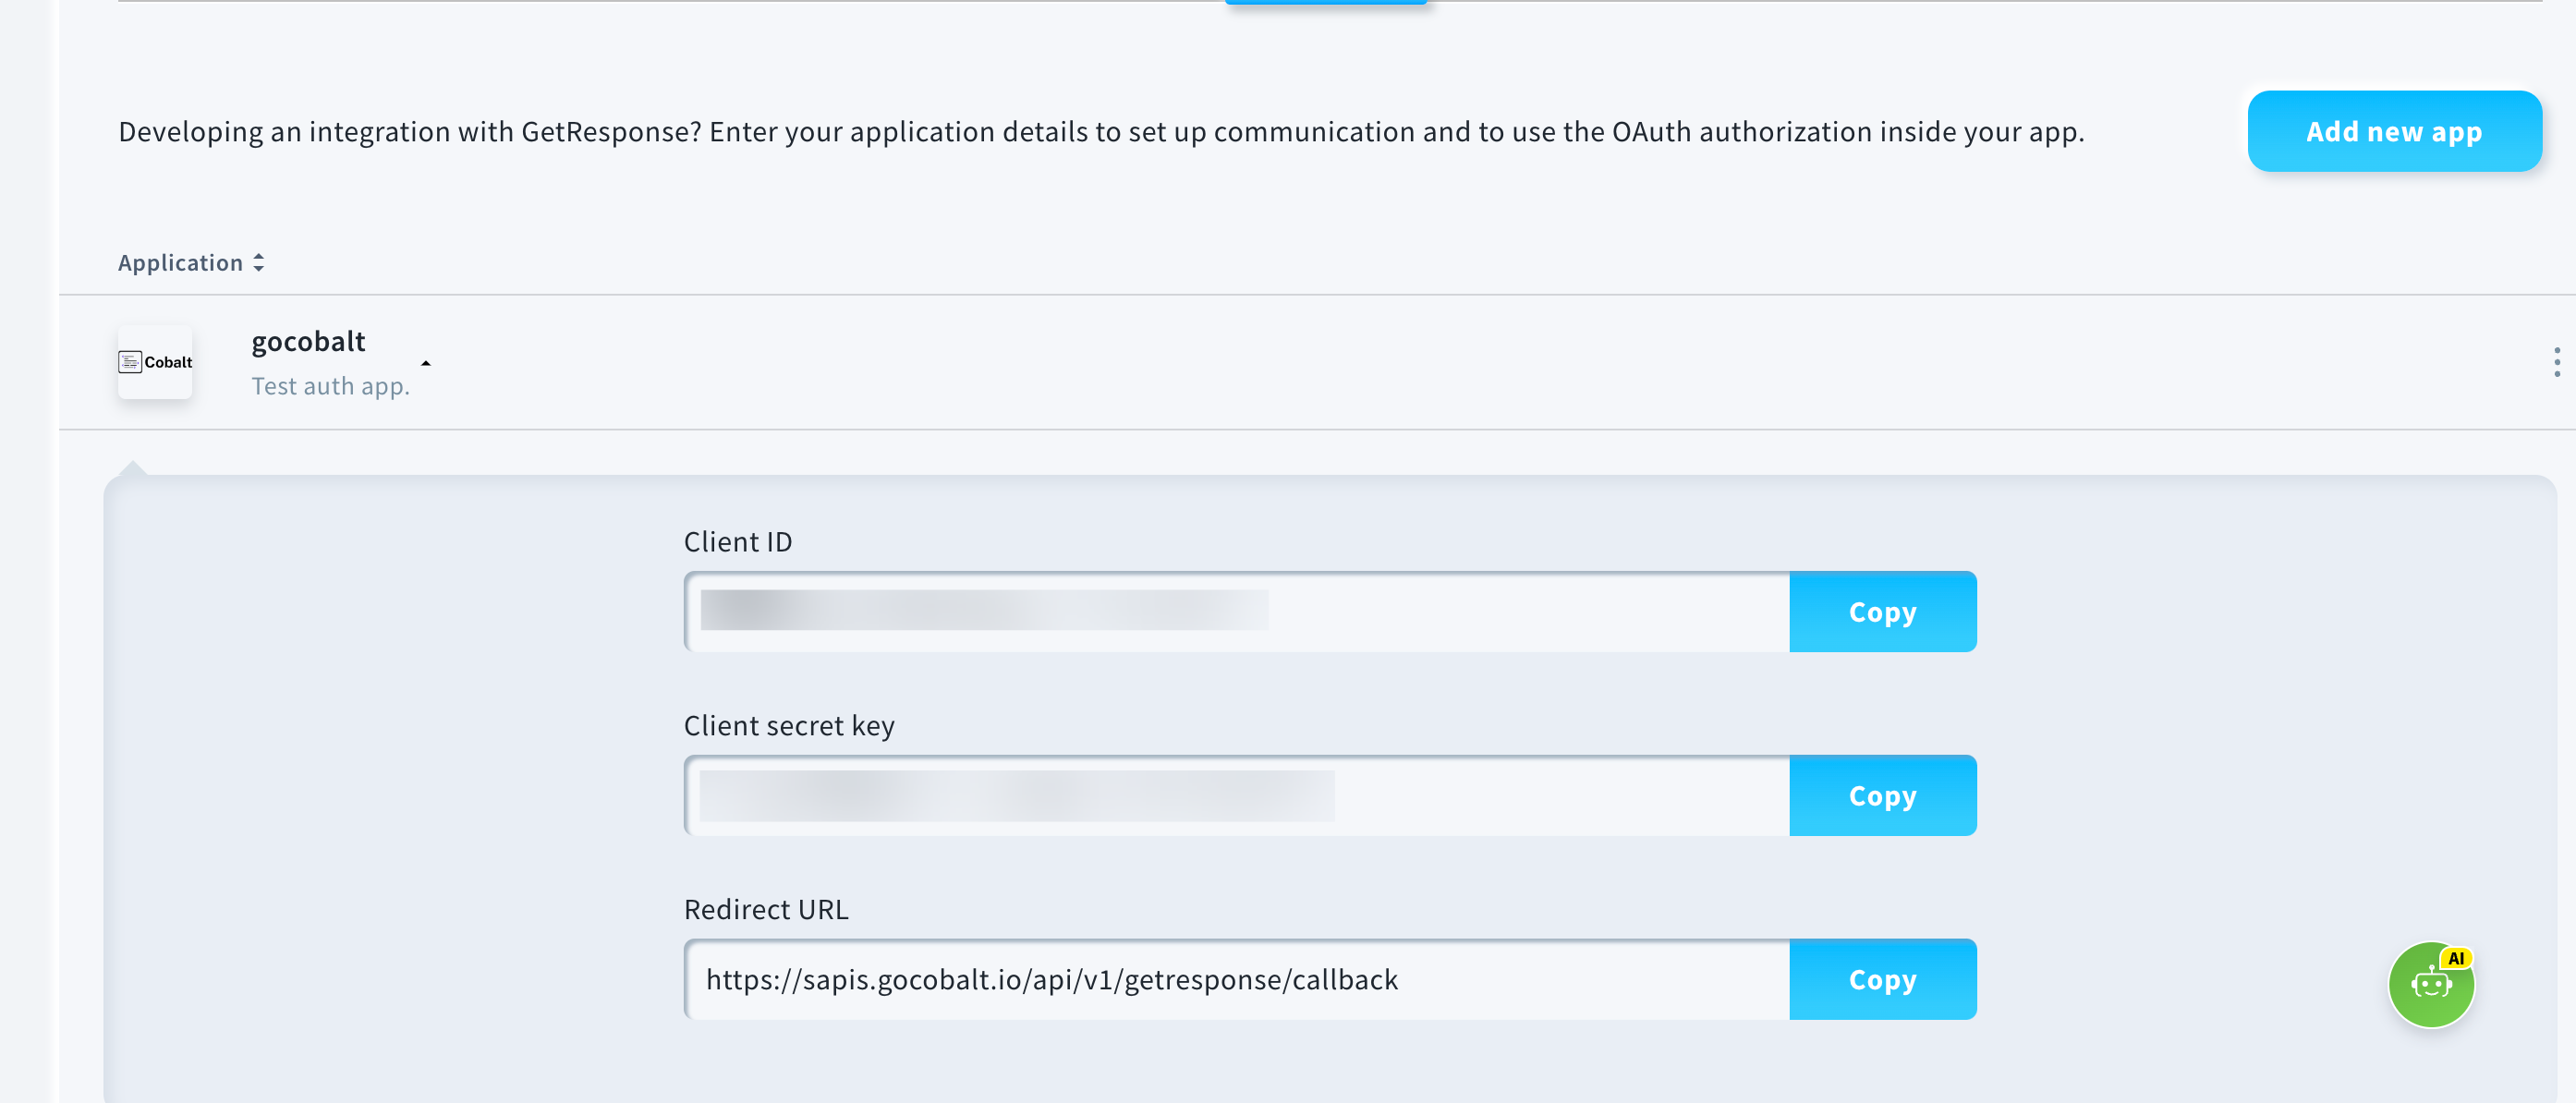 Developing an integration with GetResponse? Enter your application details to set up communication and to use the OAuth authorization inside your app.
Add new app
Application
Cobalt
gocobalt
Test auth app.
Client ID
Copy
Client secret key
Copy
Redirect URL
https://sapis.gocobalt.io/api/v1/getresponse/callback
Copy
AI